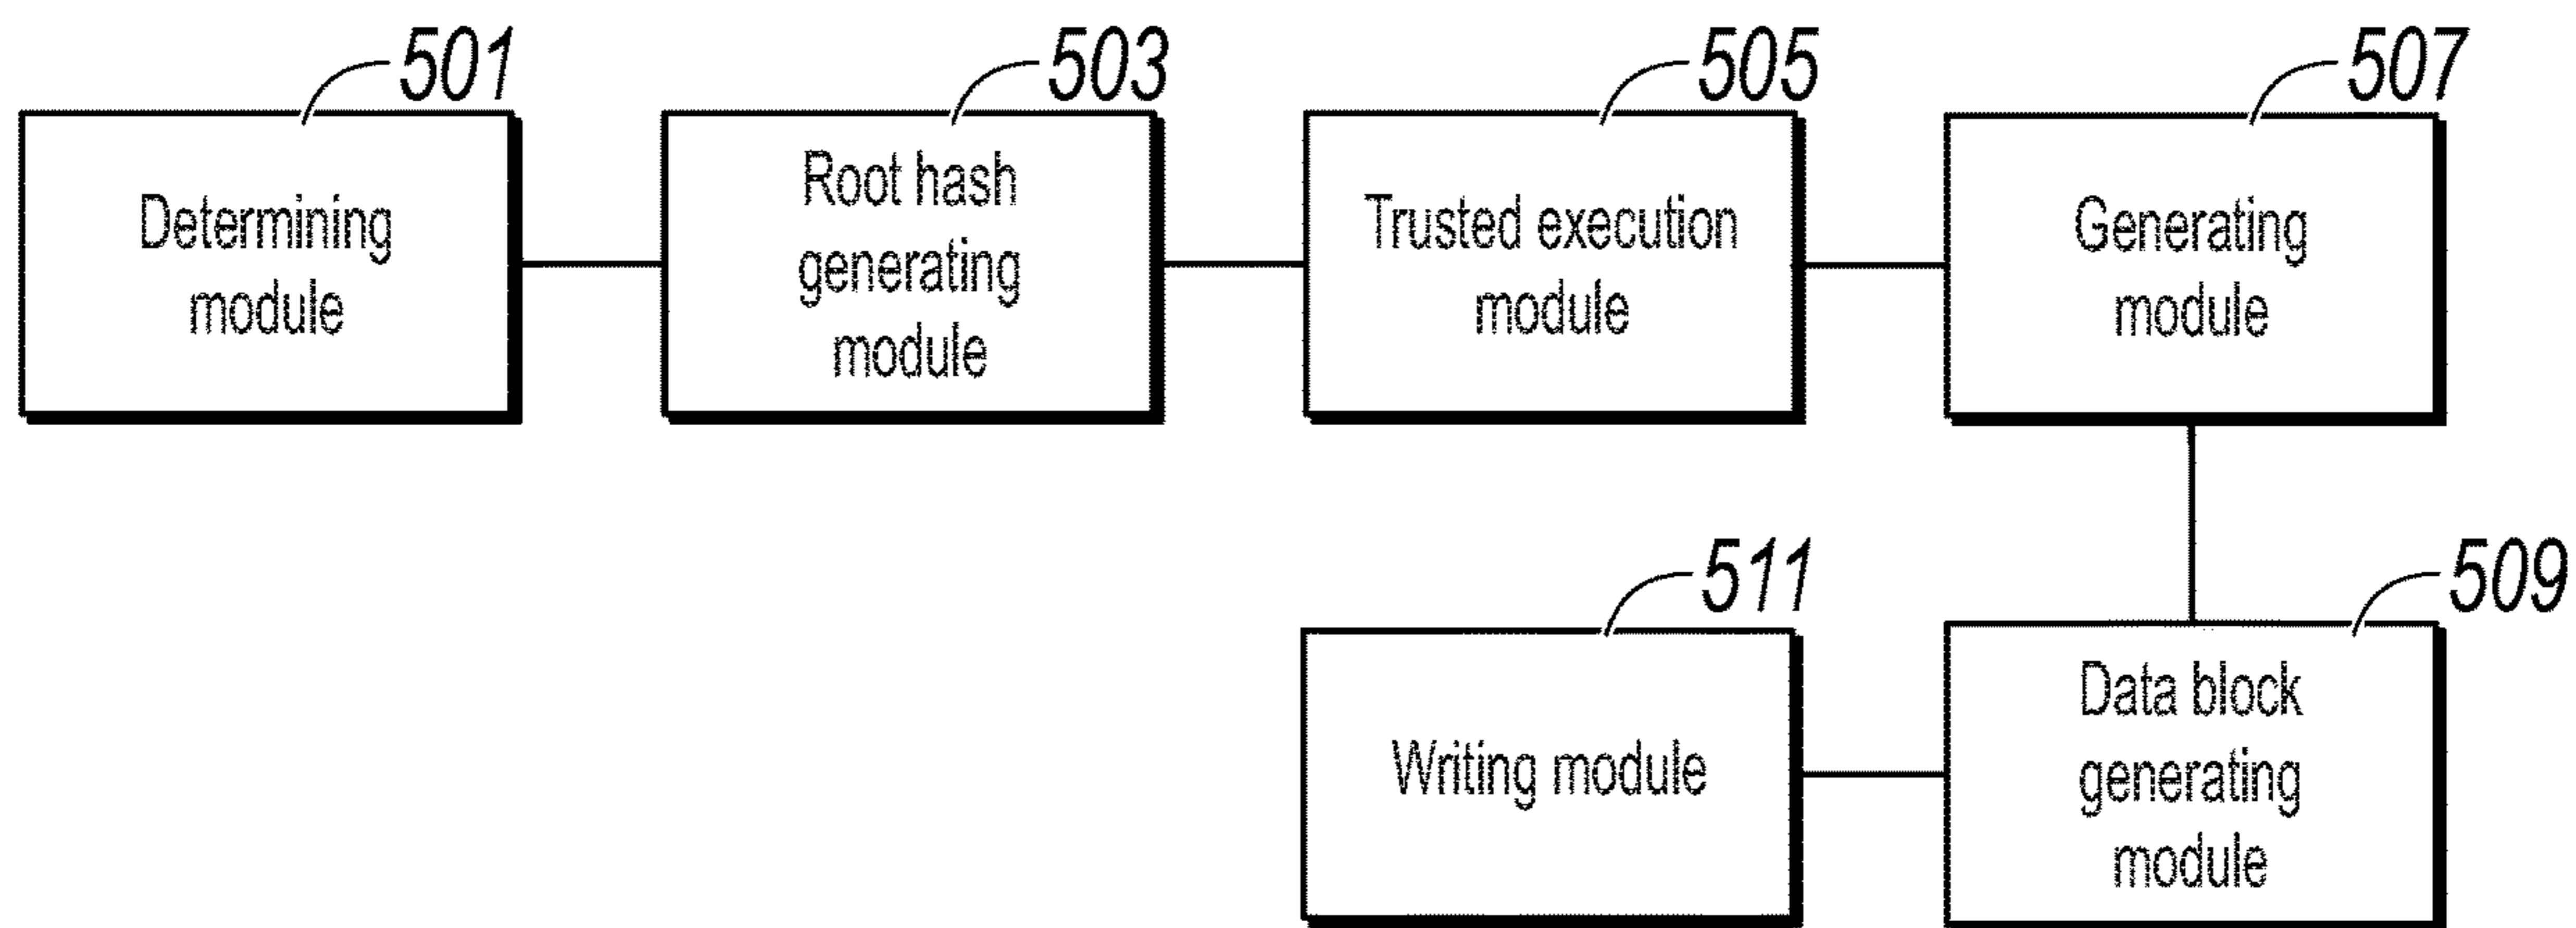 501
503
505
507
Determining
module
Root hash
generating
module
Trusted execution
module
Generating
module
511
509
Writing module
Data block
generating
module